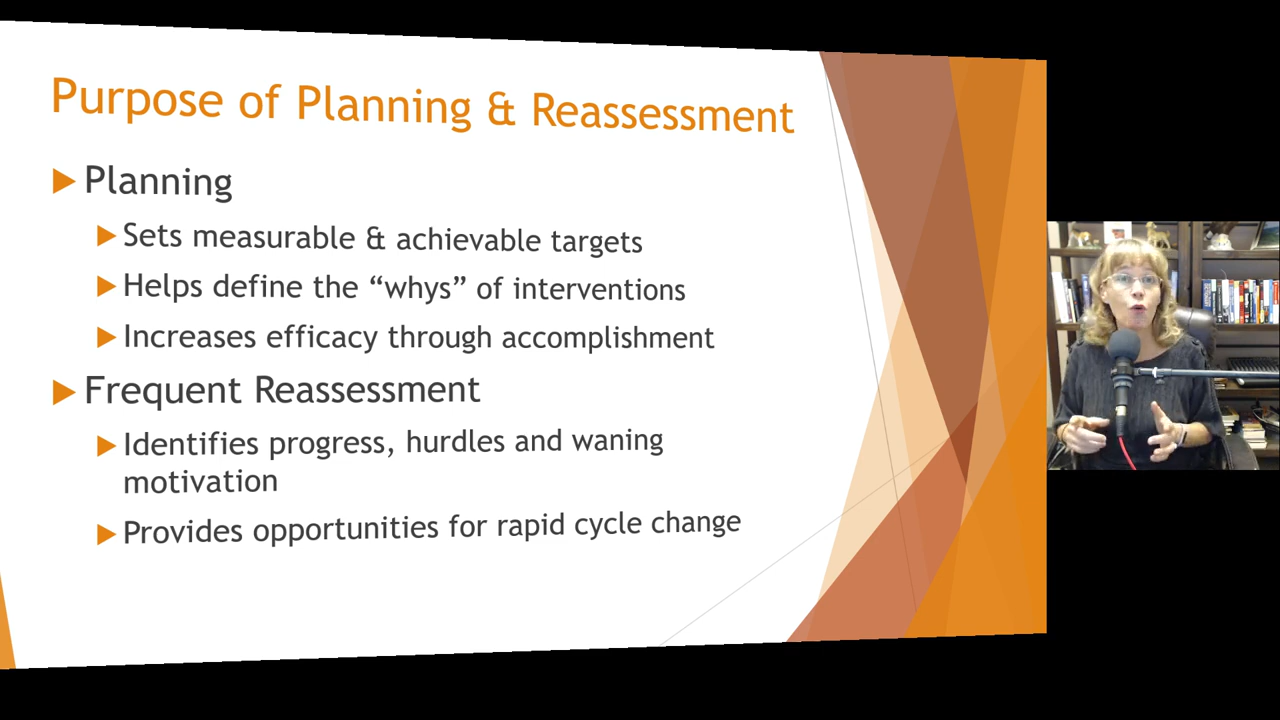 Purpose of Planning & Reassessment
Planning
Sets measurable & achievable targets
Helps define the “whys” of interventions
Increases efficacy through accomplishment
Frequent Reassessment
Identifies progress, hurdles and waning
motivation
Provides opportunities for rapid cycle change